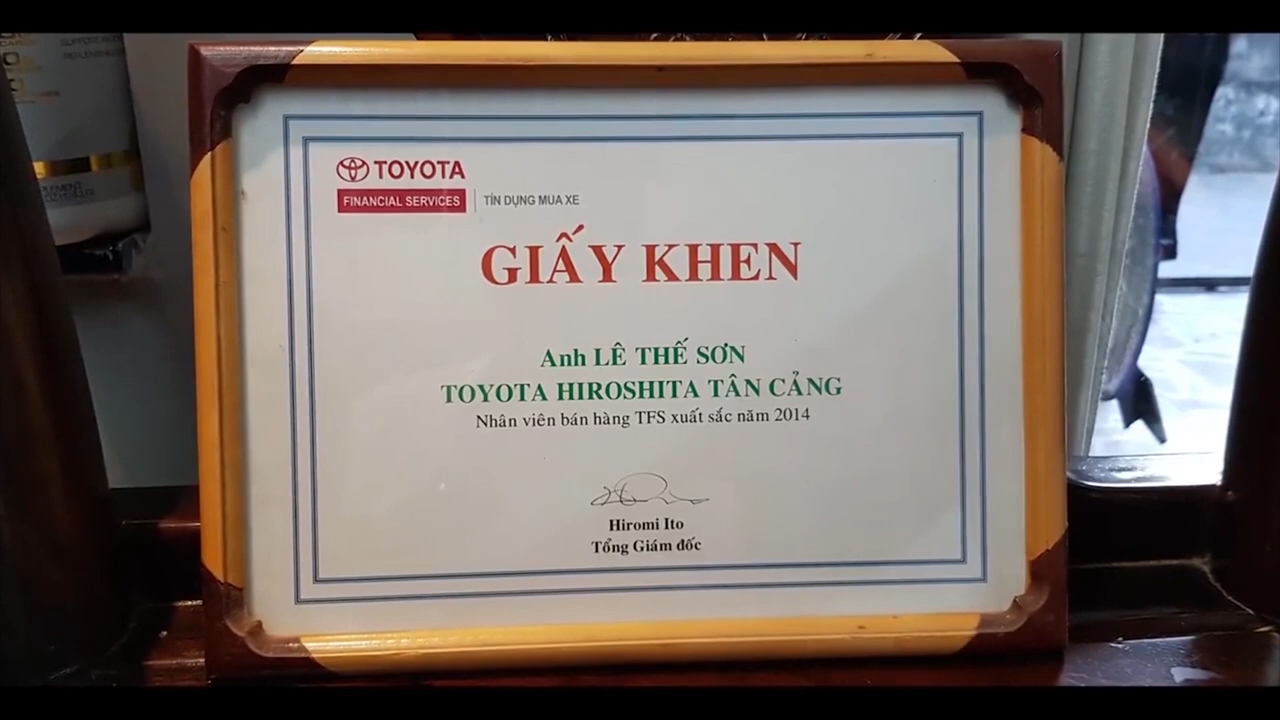 TOYOTA
FINANCIAL SERVICES | TÍN DỤNG MUA XE
GIẤY KHEN
Anh LÊ THẾ SƠN
TOYOTA HIROSHITA TÂN CẢNG
Nhân viên bán hàng TFS xuất sắc năm 2014
Hiromi Ito
Tổng Giám đốc